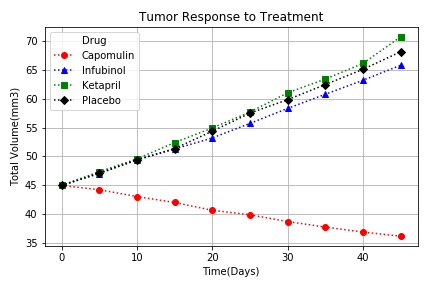 Tumor Response to Treatment
Total Volume(mm3)
70
65
60
55
50
45
40
35
Drug
Capomulin
Infubinol
Ketapril
Placebo
0 10 20 30 40
Time(Days)